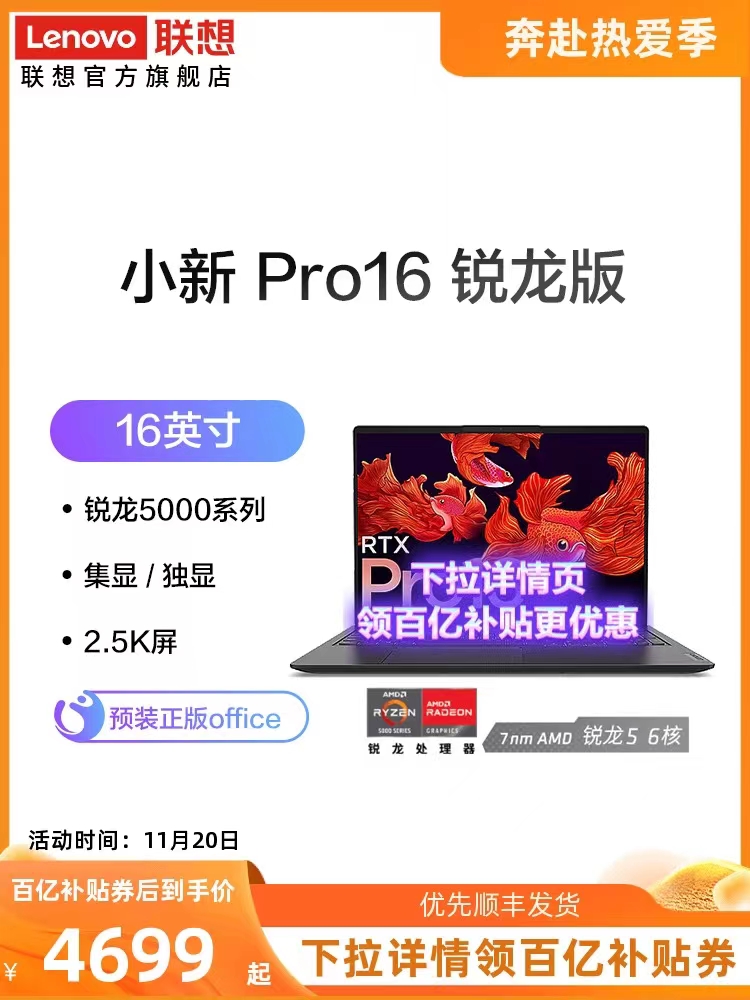 Lenovo 联想
联想官方旗舰店
奔赴热爱季
小新 Pro16 锐龙版
16英寸
• 锐龙5000系列
• 集显 / 独显
• 2.5K屏
预装正版office
RTX
下拉详情页
领百亿补贴更优惠
AMD
RYZEN
5000 SERIES
AMD
RADEON
GRAPHICS
锐龙处理器
7nm AMD 锐龙5 6核
活动时间：11月20日
百亿补贴券后到手价
¥ 4699 起
优先顺丰发货
下拉详情领百亿补贴券